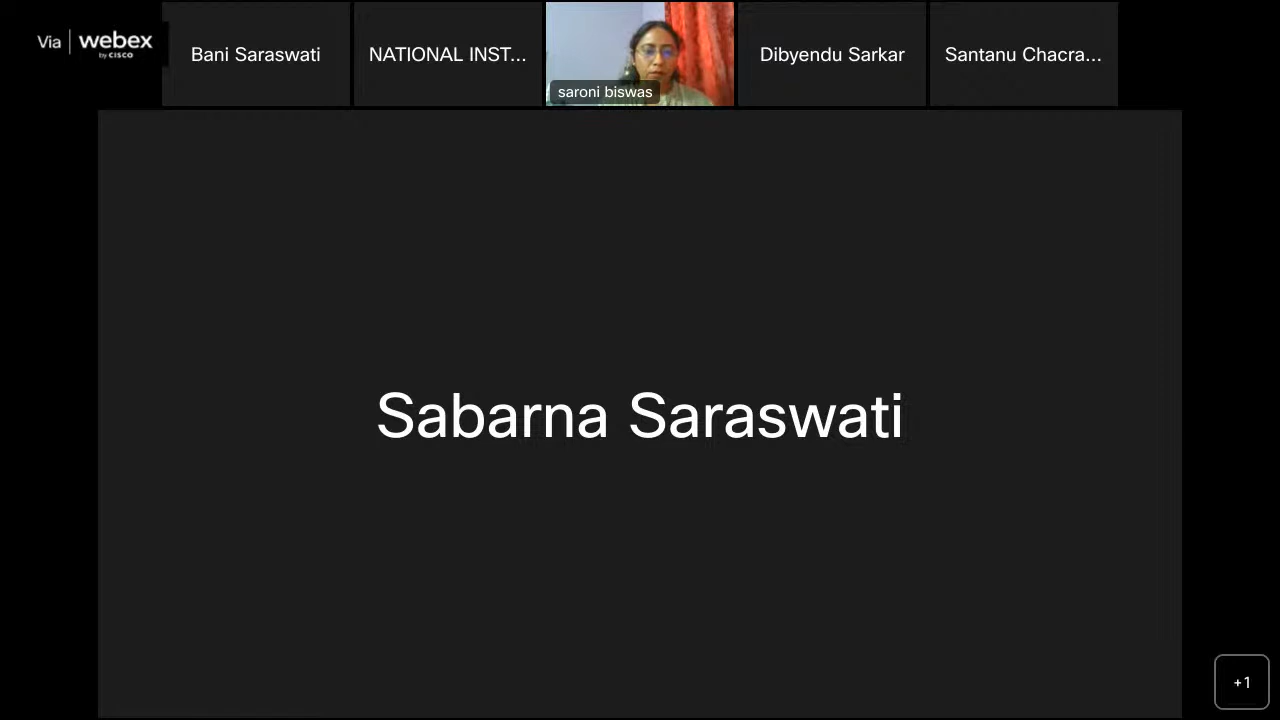 Via webex
by CISCO
Bani Saraswati
NATIONAL INST...
saroni biswas
Dibyendu Sarkar
Santanu Chacra...
Sabarna Saraswati
+1